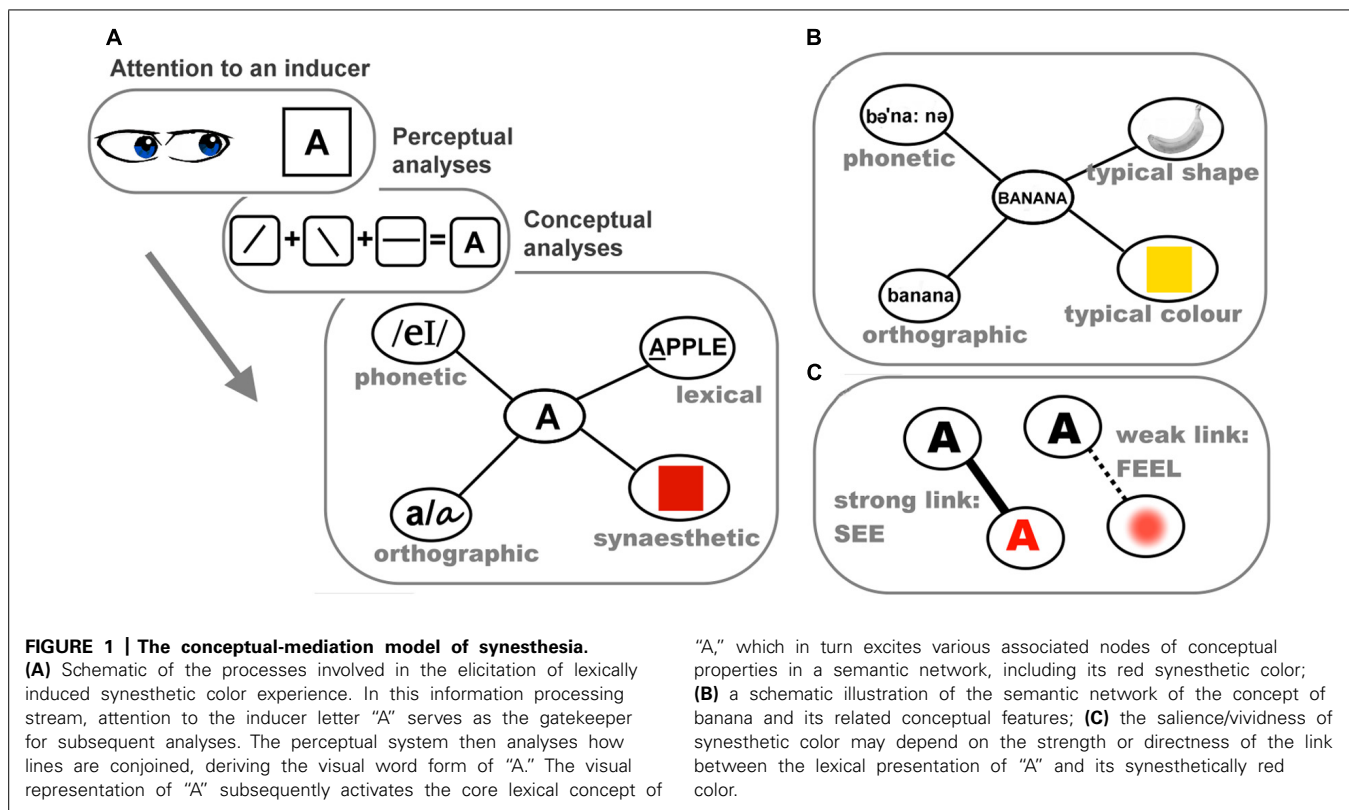 A
Attention to an inducer
A
Perceptual
analyses
/ + \ + — = A
Conceptual
analyses
/eI/
phonetic
APPLE
lexical
A
a/a
orthographic
synaesthetic
B
bə'na: nə
phonetic
typical shape
BANANA
banana
orthographic
typical colour
C
A
A
weak link:
FEEL
strong link:
SEE
A
FIGURE 1 | The conceptual-mediation model of synesthesia.
(A) Schematic of the processes involved in the elicitation of lexically
induced synesthetic color experience. In this information processing
stream, attention to the inducer letter “A” serves as the gatekeeper
for subsequent analyses. The perceptual system then analyses how
lines are conjoined, deriving the visual word form of “A.” The visual
representation of “A” subsequently activates the core lexical concept of
“A,” which in turn excites various associated nodes of conceptual
properties in a semantic network, including its red synesthetic color;
(B) a schematic illustration of the semantic network of the concept of
banana and its related conceptual features; (C) the salience/vividness of
synesthetic color may depend on the strength or directness of the link
between the lexical presentation of “A” and its synesthetically red
color.